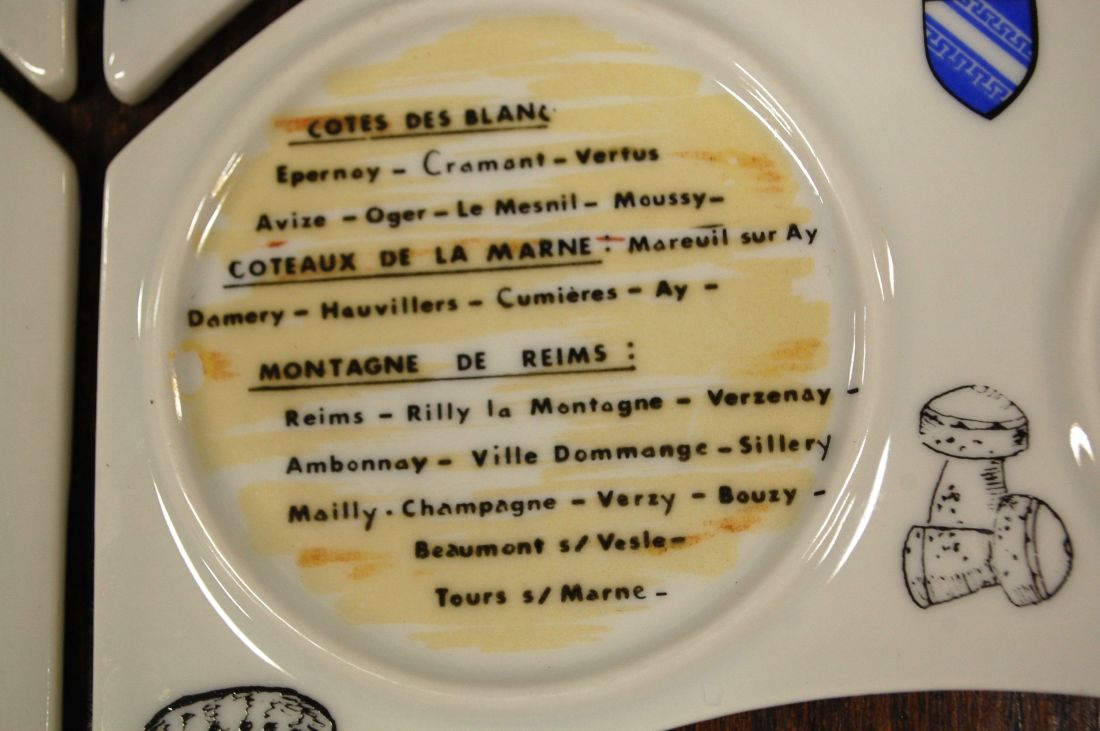 COTES DES BLANC
Epernay - Cramant - Vertus
Avize - Oger - Le Mesnil - Moussy -
COTEAUX DE LA MARNE : Mareuil sur Ay
Damery - Hauvillers - Cumières - Ay -
MONTAGNE DE REIMS :
Reims - Rilly la Montagne - Verzenay -
Ambonnay - Ville Dommange - Sillery
Mailly. Champagne - Verzy - Bouzy -
Beaumont s/ Vesle -
Tours s/ Marne -